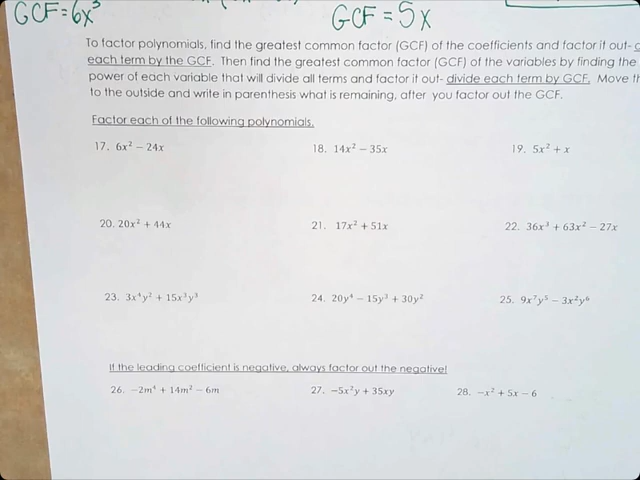 GCF=6x³
GCF=5x
To factor polynomials, find the greatest common factor (GCF) of the coefficients and factor it out-
each term by the GCF. Then find the greatest common factor (GCF) of the variables by finding the
power of each variable that will divide all terms and factor it out- divide each term by GCF. Move
to the outside and write in parenthesis what is remaining, after you factor out the GCF.
Factor each of the following polynomials.
17. 6x² − 24x
18. 14x² − 35x
19. 5x² + x
20. 20x² + 44x
21. 17x² + 51x
22. 36x³ + 63x² − 27x
23. 3x⁴y² + 15x³y³
24. 20y⁴ − 15y³ + 30y²
25. 9x⁷y⁵ − 3x²y⁶
If the leading coefficient is negative, always factor out the negative!
26. −2m⁴ + 14m² − 6m
27. −5x²y + 35xy
28. −x² + 5x − 6